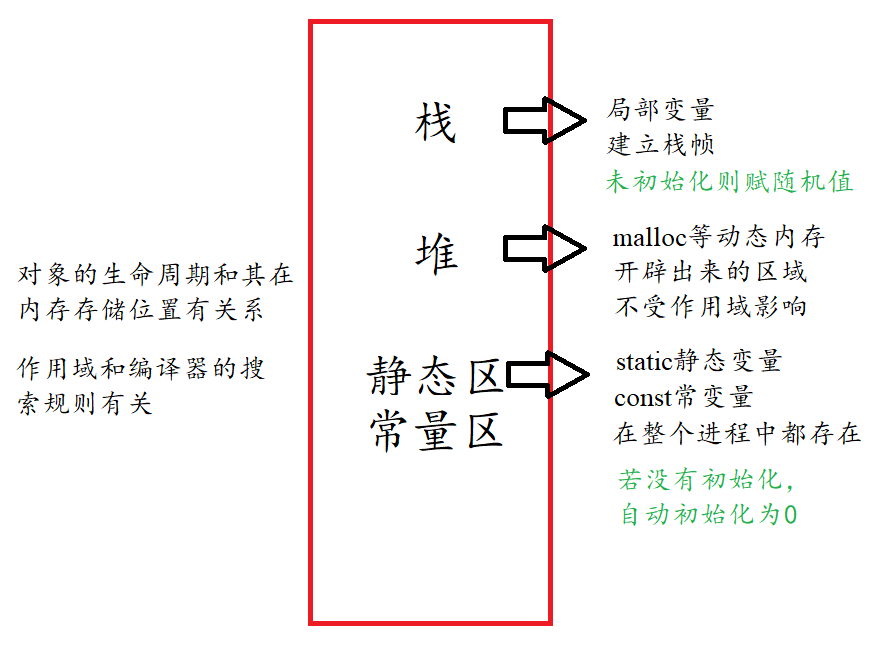 栈
局部变量
建立栈帧
未初始化则赋随机值
堆
malloc等动态内存
开辟出来的区域
不受作用域影响
对象的生命周期和其在
内存存储位置有关系
作用域和编译器的搜
索规则有关
静态区
常量区
static静态变量
const常变量
在整个进程中都存在
若没有初始化，
自动初始化为0